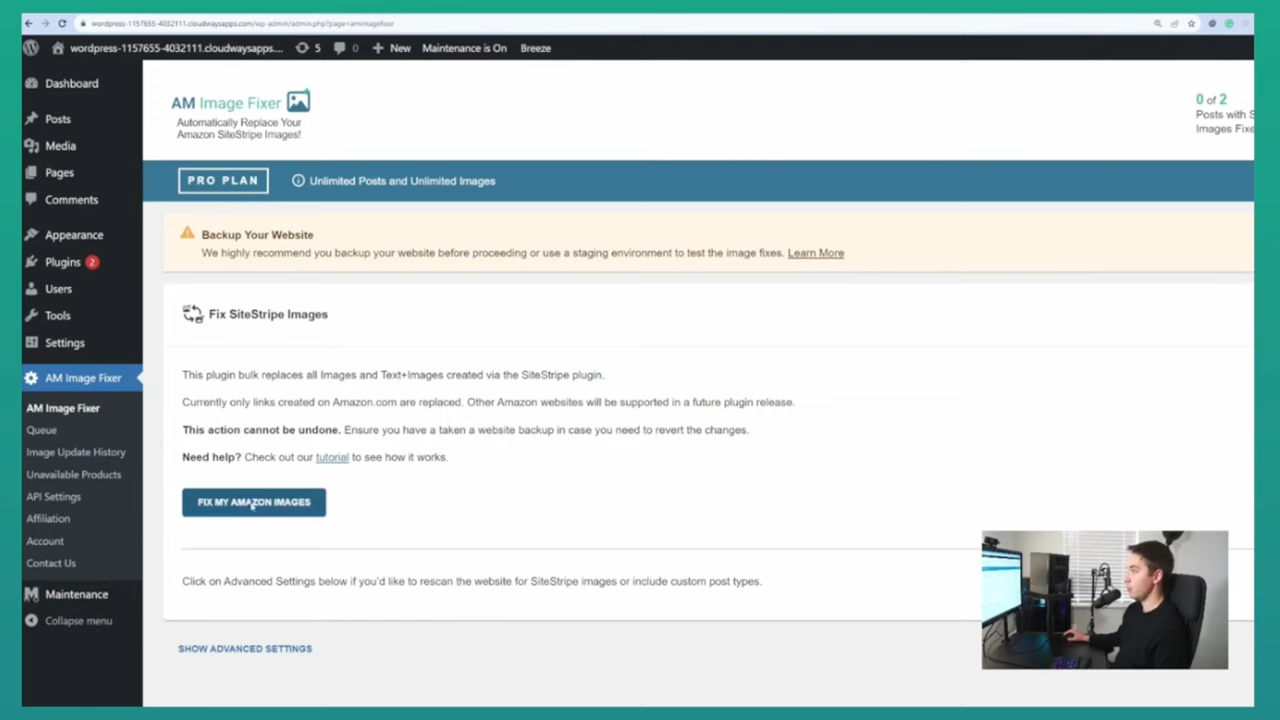 wordpress-1157655-4032111.cloudwaysapps.com/wp-admin/admin.php?page=amimagefixer
wordpress-1157655-4032111.cloudwaysapps.... 5 0 New Maintenance is On Breeze
Dashboard
Posts
Media
Pages
Comments
Appearance
Plugins 2
Users
Tools
Settings
AM Image Fixer
AM Image Fixer
Queue
Image Update History
Unavailable Products
API Settings
Affiliation
Account
Contact Us
Maintenance
Collapse menu
AM Image Fixer
Automatically Replace Your
Amazon SiteStripe Images!
0 of 2
Posts with S
Images Fixe
PRO PLAN
Unlimited Posts and Unlimited Images
Backup Your Website
We highly recommend you backup your website before proceeding or use a staging environment to test the image fixes. Learn More
Fix SiteStripe Images
This plugin bulk replaces all Images and Text+Images created via the SiteStripe plugin.
Currently only links created on Amazon.com are replaced. Other Amazon websites will be supported in a future plugin release.
This action cannot be undone. Ensure you have a taken a website backup in case you need to revert the changes.
Need help? Check out our tutorial to see how it works.
FIX MY AMAZON IMAGES
Click on Advanced Settings below if you'd like to rescan the website for SiteStripe images or include custom post types.
SHOW ADVANCED SETTINGS